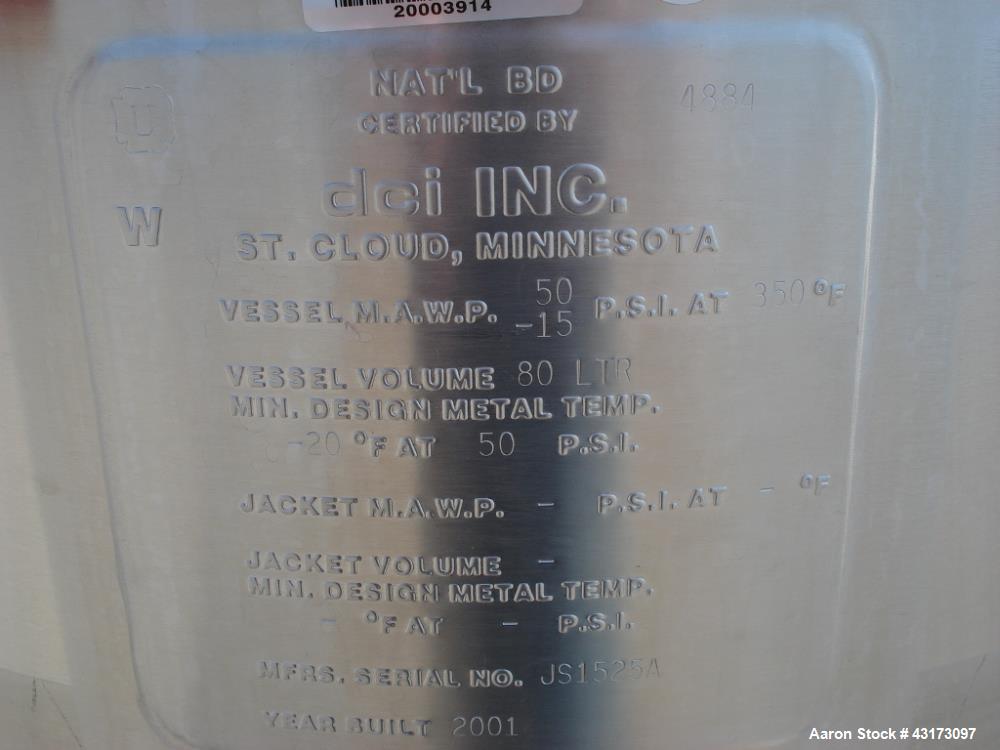 20003914
NAT'L BD 4884
CERTIFIED BY
U
dci INC.
W
ST. CLOUD, MINNESOTA
VESSEL M.A.W.P. 50 P.S.I. AT 350 °F
-15
VESSEL VOLUME 80 LTR
MIN. DESIGN METAL TEMP.
-20 °F AT 50 P.S.I.
JACKET M.A.W.P. - P.S.I. AT - °F
JACKET VOLUME -
MIN. DESIGN METAL TEMP.
- °F AT - P.S.I.
MFRS. SERIAL NO. JS1525A
YEAR BUILT 2001
Aaron Stock # 43173097